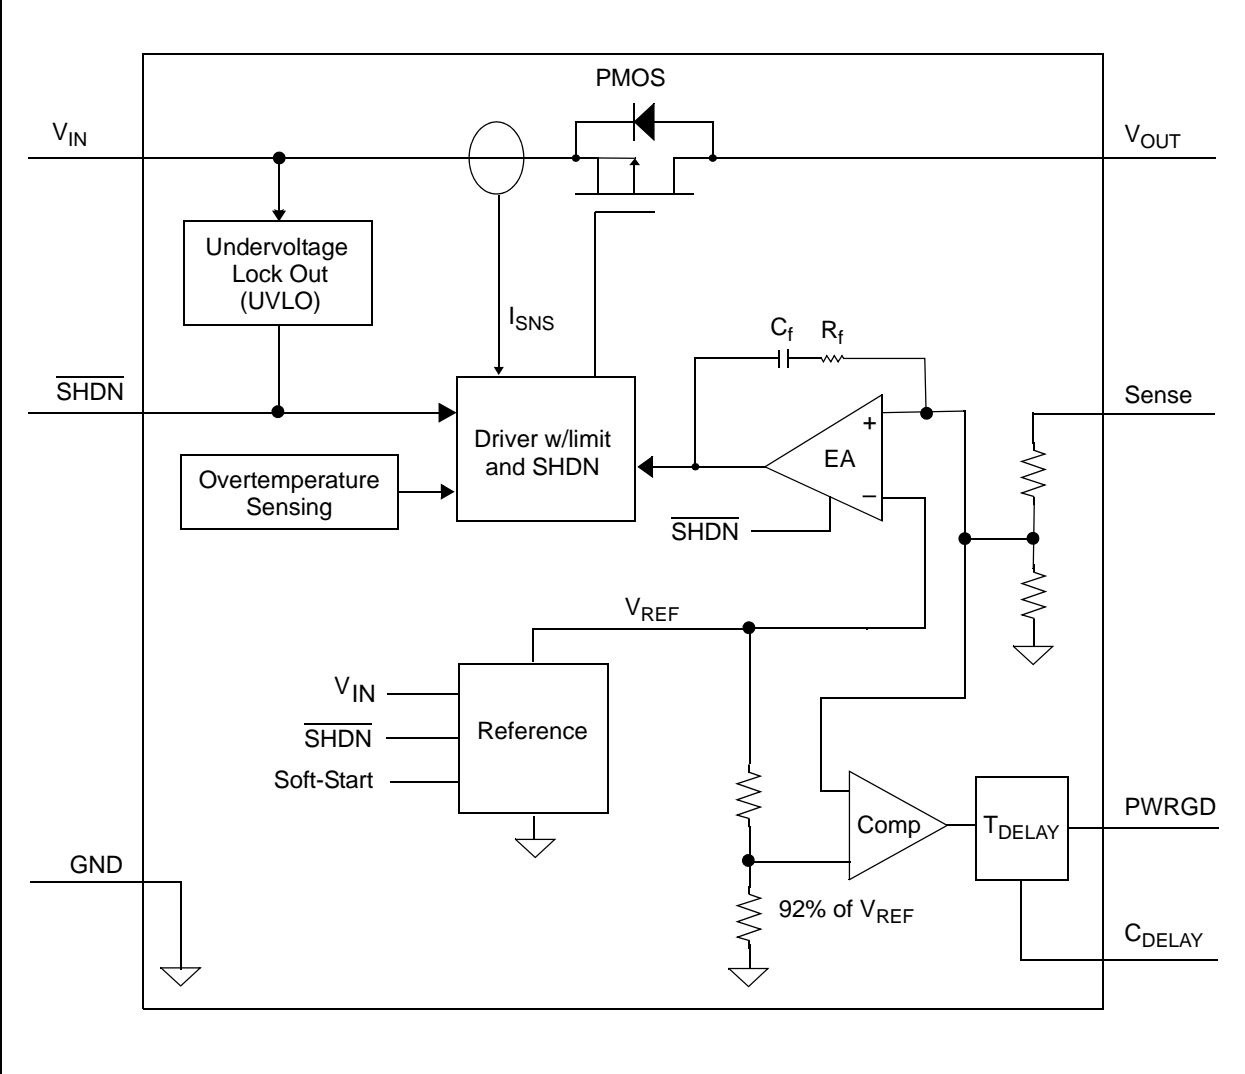 PMOS
V_IN
V_OUT
Undervoltage
Lock Out
(UVLO)
I_SNS
C_f
R_f
SHDN
Sense
+
Driver w/limit
and SHDN
EA
Overtemperature
Sensing
−
SHDN
V_REF
V_IN
SHDN
Reference
Soft-Start
Comp
T_DELAY
PWRGD
GND
92% of V_REF
C_DELAY